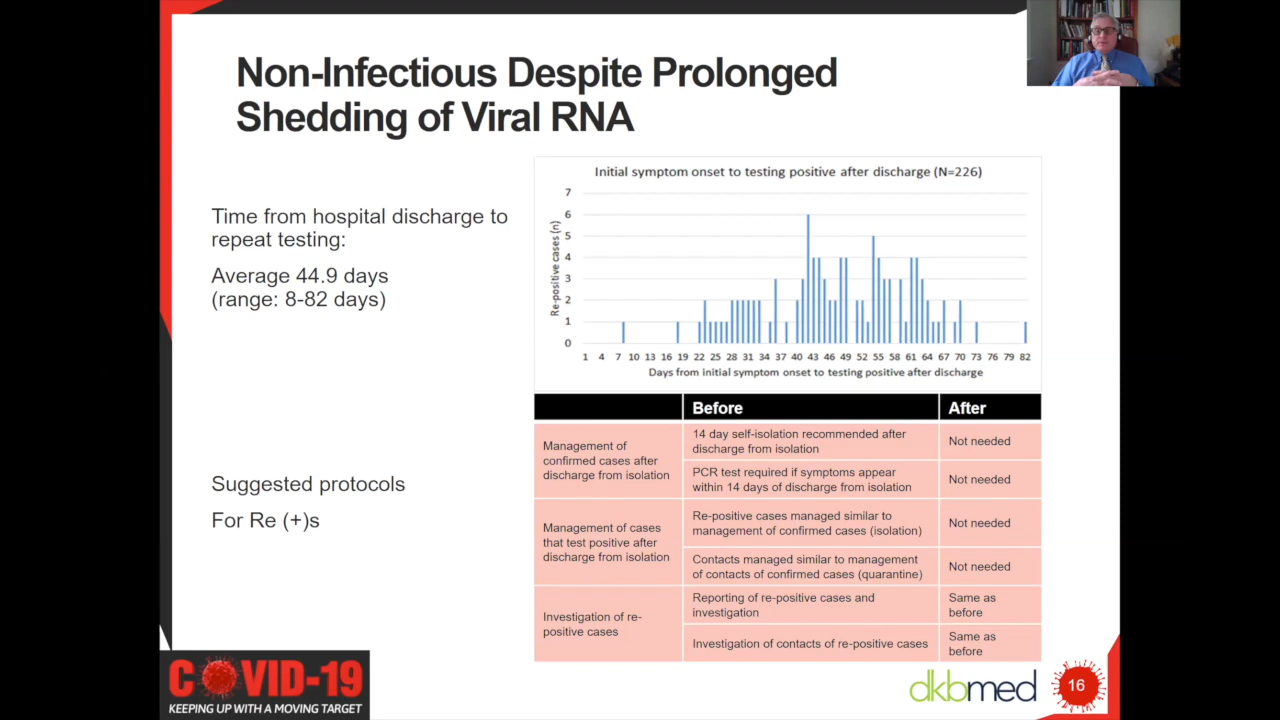 Non-Infectious Despite Prolonged
Shedding of Viral RNA
Time from hospital discharge to
repeat testing:
Average 44.9 days
(range: 8-82 days)
Initial symptom onset to testing positive after discharge (N=226)
Re-positive cases (n)
7
6
5
4
3
2
1
0
1 4 7 10 13 16 19 22 25 28 31 34 37 40 43 46 49 52 55 58 61 64 67 70 73 76 79 82
Days from initial symptom onset to testing positive after discharge
Suggested protocols
For Re (+)s
Before After
Management of
confirmed cases after
discharge from isolation
14 day self-isolation recommended after
discharge from isolation
Not needed
PCR test required if symptoms appear
within 14 days of discharge from isolation
Not needed
Management of cases
that test positive after
discharge from isolation
Re-positive cases managed similar to
management of confirmed cases (isolation)
Not needed
Contacts managed similar to management
of contacts of confirmed cases (quarantine)
Not needed
Investigation of re-
positive cases
Reporting of re-positive cases and
investigation
Same as
before
Investigation of contacts of re-positive cases
Same as
before
COVID-19
KEEPING UP WITH A MOVING TARGET
dkbmed
16